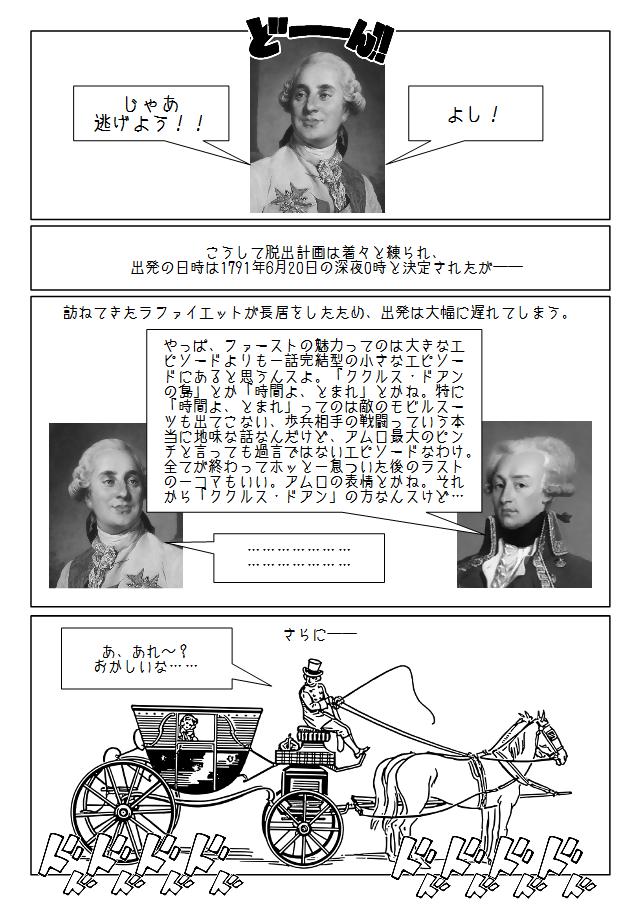 どーん!!
よし！
じゃあ
逃げよう！！
こうして脱出計画は着々と練られ、
出発の日時は1791年6月20日の深夜0時と決定されたが――
訪ねてきたラファイエットが長居をしたため、出発は大幅に遅れてしまう。
やっぱ、ファーストの魅力ってのは大きなエ
ピソードよりも一話完結型の小さなエピソー
ドにあると思うんスよ。「ククルス・ドアン
の島」とか「時間よ、とまれ」とかね。特に
「時間よ、とまれ」ってのは敵のモビルスー
ツも出てこない、歩兵相手の戦闘っていう本
当に地味な話なんだけど、アムロ最大のピン
チと言っても過言ではないエピソードなわけ。
全てが終わってホッと一息ついた後のラスト
の一コマもいい。アムロの表情とかね。それ
から「ククルス・ドアン」の方なんスけど…
………………
………………
さらに――
あ、あれ～？
おかしいな……
ドドドド
ドドドド
ドドドド
ドドドド